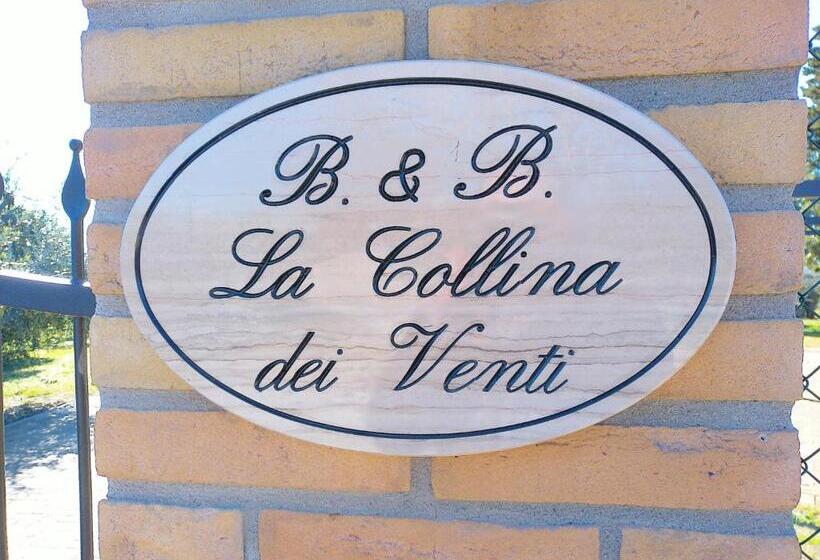 B. & B.
La Collina
dei Venti